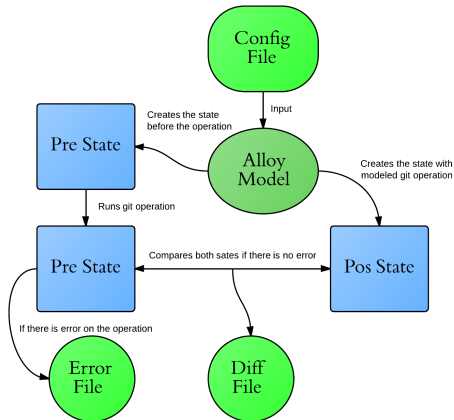 Config
File
Input
Creates the state
before the operation
Pre State
Alloy
Model
Creates the state with
modeled git operation
Runs git operation
Pre State
Compares both sates if there is no error
Pos State
If there is error on the operation
Error
File
Diff
File